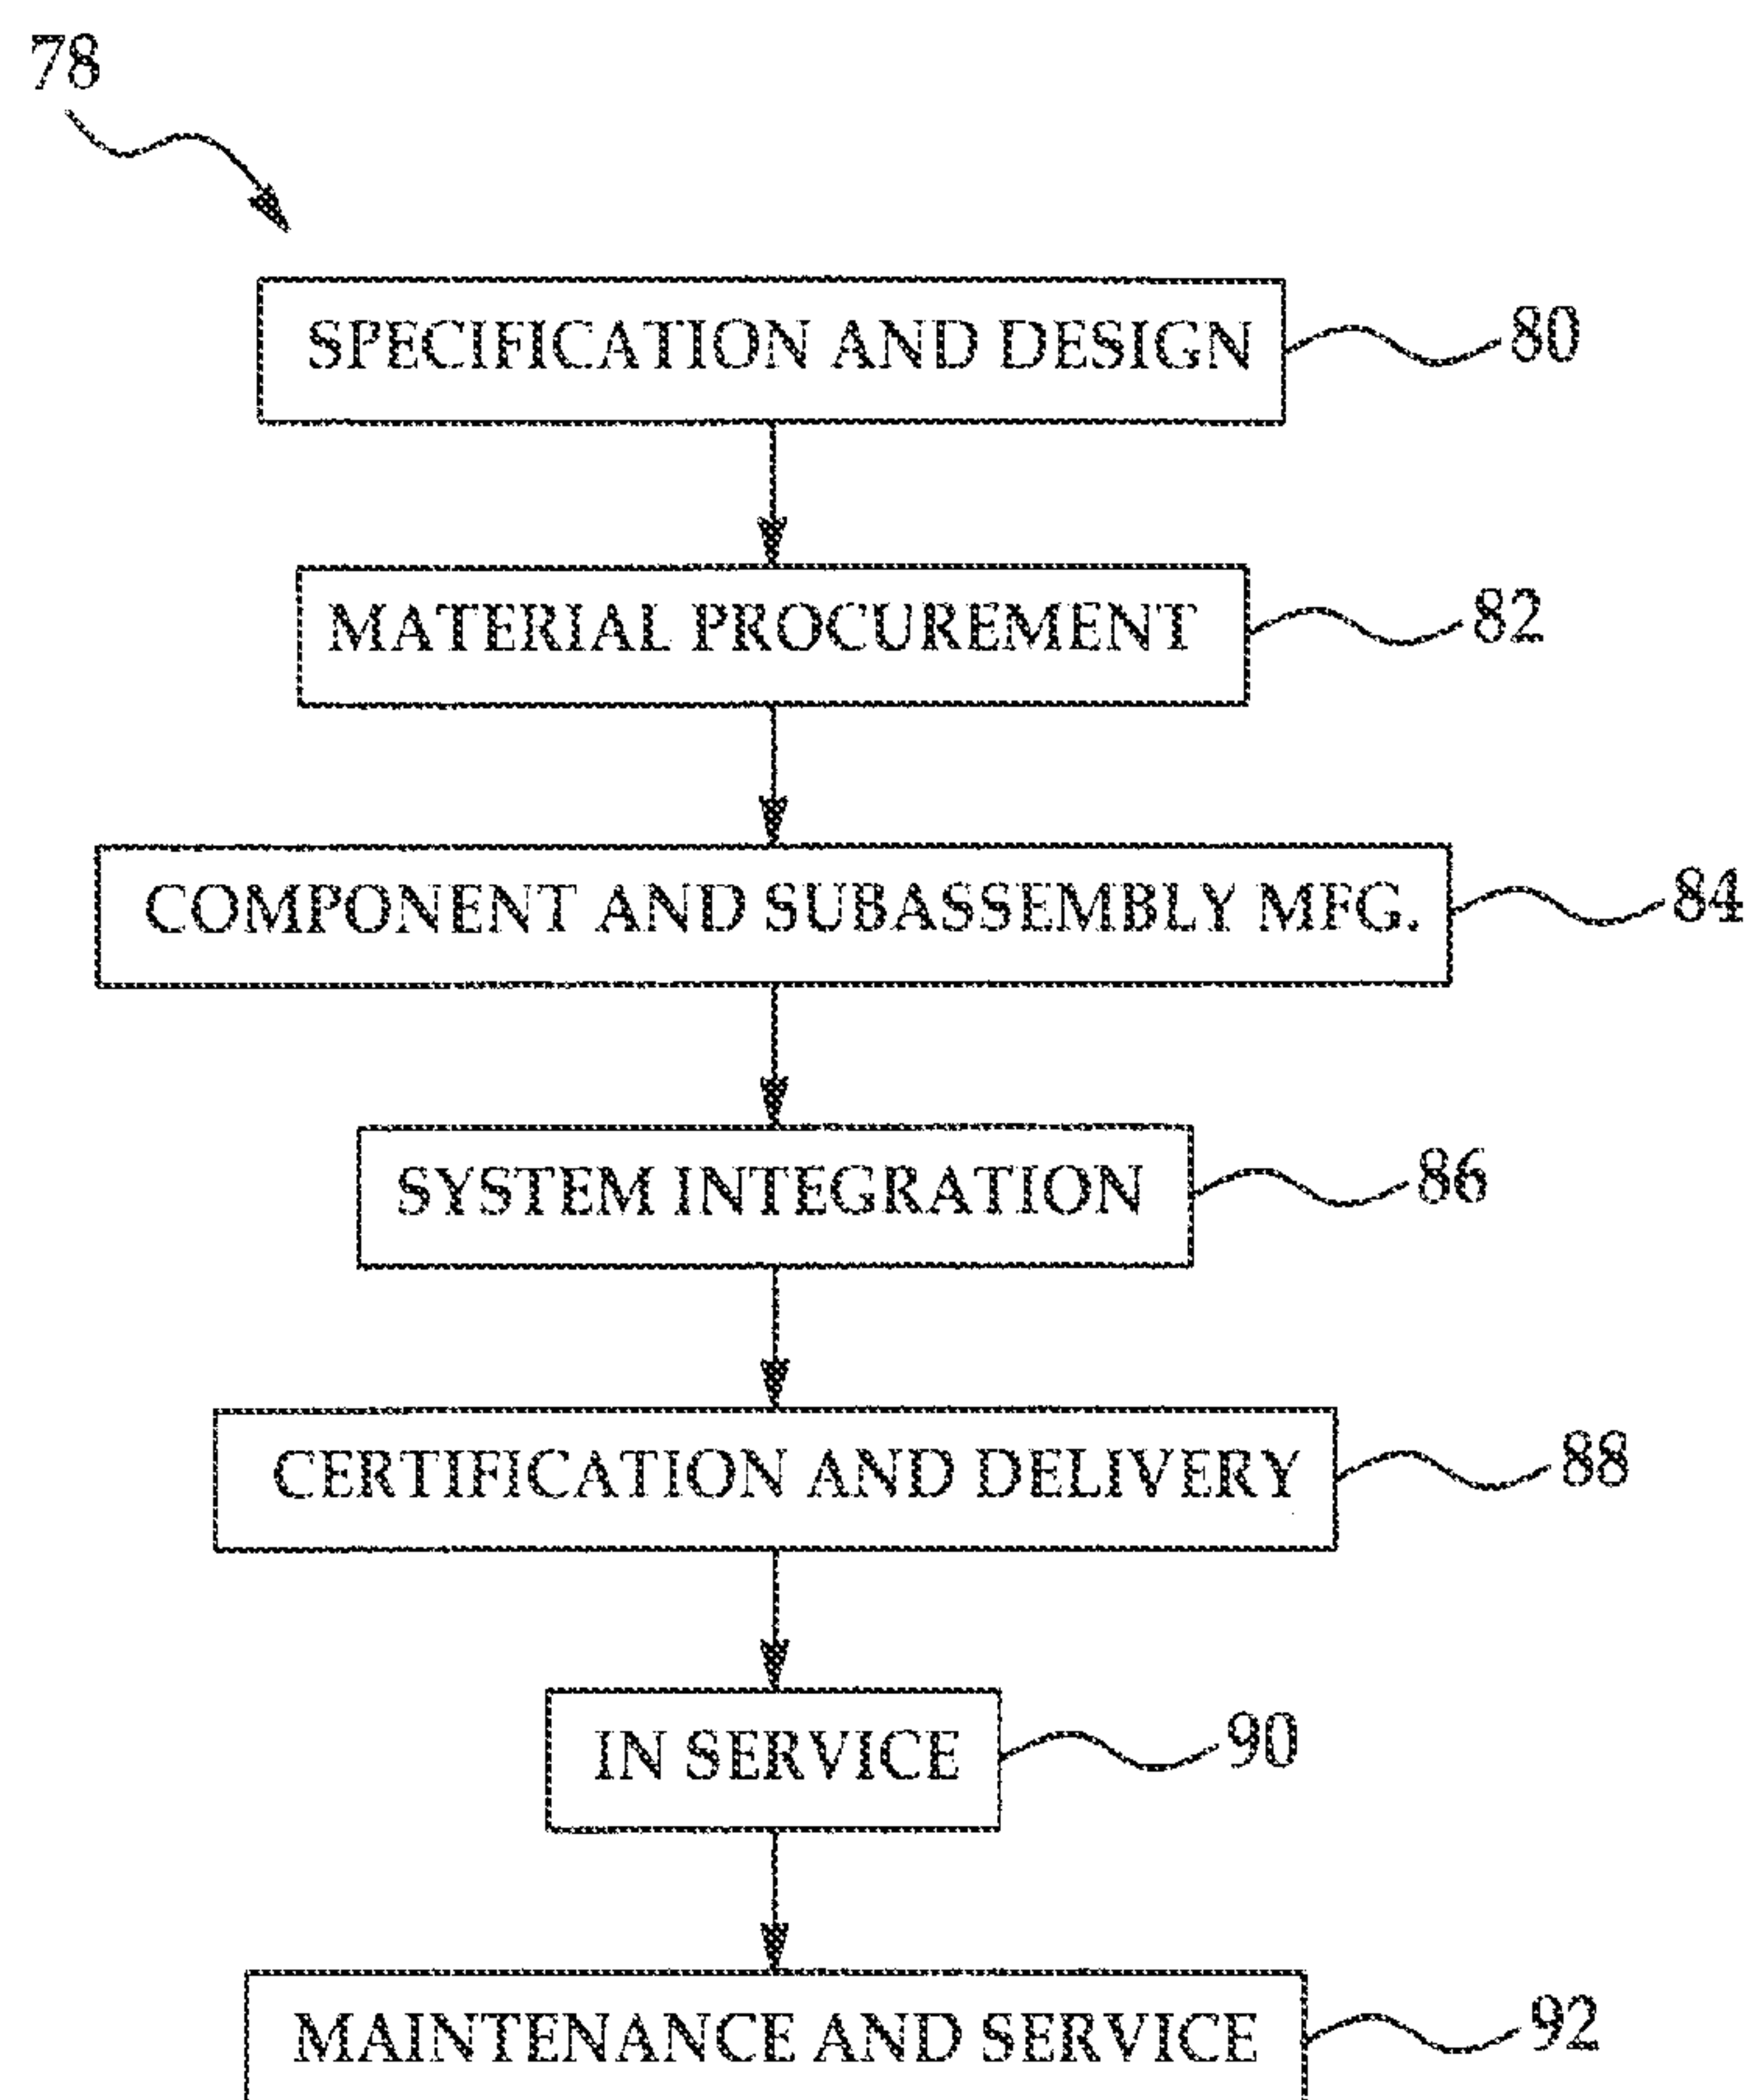 78
SPECIFICATION AND DESIGN 80
MATERIAL PROCUREMENT 82
COMPONENT AND SUBASSEMBLY MFG. 84
SYSTEM INTEGRATION 86
CERTIFICATION AND DELIVERY 88
IN SERVICE 90
MAINTENANCE AND SERVICE 92